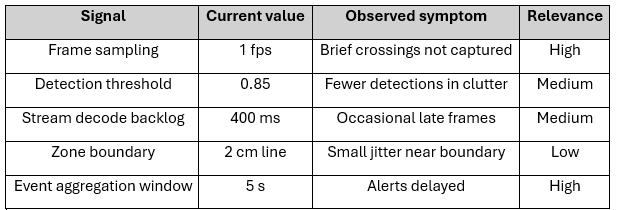 Signal Current value Observed symptom Relevance
Frame sampling 1 fps Brief crossings not captured High
Detection threshold 0.85 Fewer detections in clutter Medium
Stream decode backlog 400 ms Occasional late frames Medium
Zone boundary 2 cm line Small jitter near boundary Low
Event aggregation window 5 s Alerts delayed High